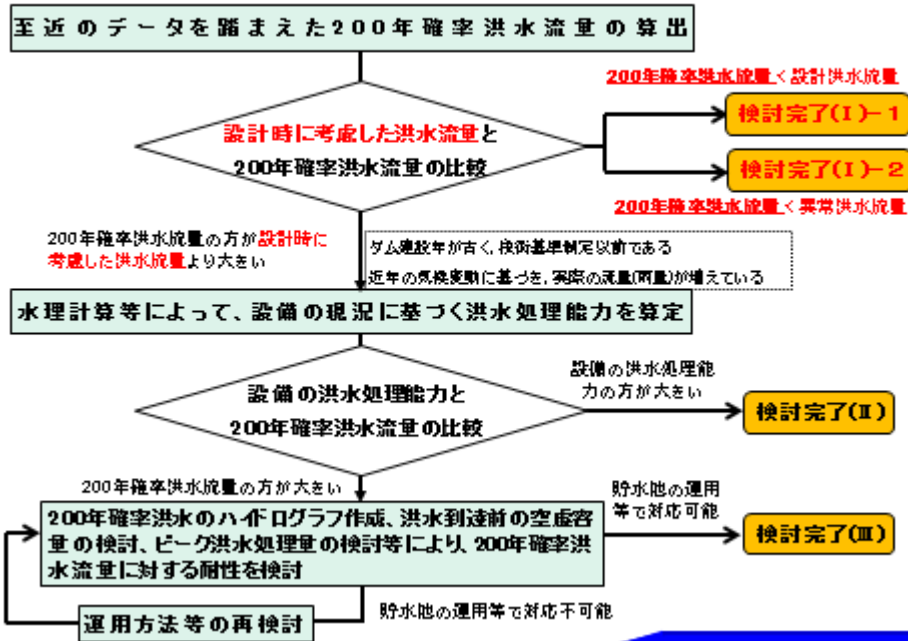 至近のデータを踏まえた200年確率洪水流量の算出
200年確率洪水流量＜設計洪水流量
検討完了(Ⅰ)-1
設計時に考慮した洪水流量と
200年確率洪水流量の比較
検討完了(Ⅰ)-2
200年確率洪水流量＜異常洪水流量
200年確率洪水流量の方が設計時に
考慮した洪水流量より大きい
ダム建設年が古く、技術基準制定以前である
近年の気候変動に基づき、実際の流量(雨量)が増えている
水理計算等によって、設備の現況に基づく洪水処理能力を算定
設備の洪水処理能力と
200年確率洪水流量の比較
設備の洪水処理能
力の方が大きい
検討完了(Ⅱ)
200年確率洪水流量の方が大きい
200年確率洪水のハイドログラフ作成、洪水到達前の空虚容
量の検討、ピーク洪水処理量の検討等により、200年確率洪
水流量に対する耐性を検討
貯水池の運用
等で対応可能
検討完了(Ⅲ)
運用方法等の再検討
貯水池の運用等で対応不可能